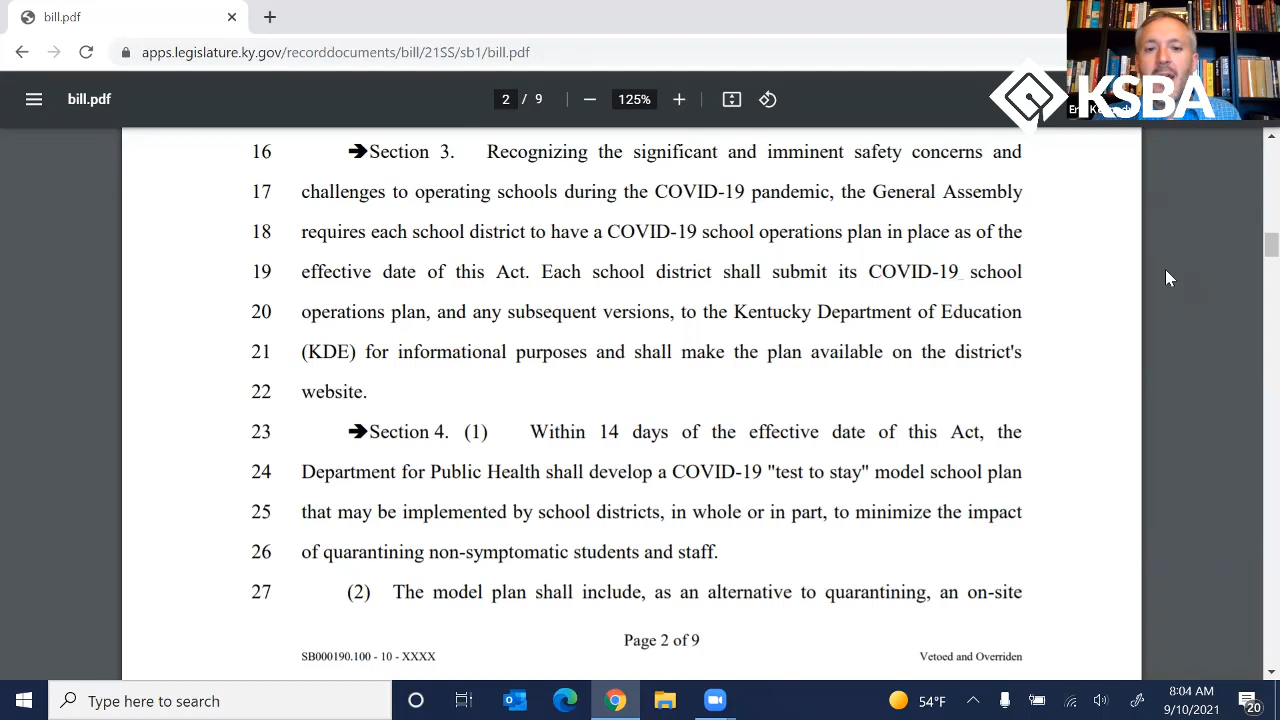 bill.pdf
apps.legislature.ky.gov/recorddocuments/bill/21SS/sb1/bill.pdf
bill.pdf
2 / 9
125%
KSBA
16 ➔Section 3. Recognizing the significant and imminent safety concerns and
17 challenges to operating schools during the COVID-19 pandemic, the General Assembly
18 requires each school district to have a COVID-19 school operations plan in place as of the
19 effective date of this Act. Each school district shall submit its COVID-19 school
20 operations plan, and any subsequent versions, to the Kentucky Department of Education
21 (KDE) for informational purposes and shall make the plan available on the district's
22 website.
23 ➔Section 4. (1) Within 14 days of the effective date of this Act, the
24 Department for Public Health shall develop a COVID-19 "test to stay" model school plan
25 that may be implemented by school districts, in whole or in part, to minimize the impact
26 of quarantining non-symptomatic students and staff.
27 (2) The model plan shall include, as an alternative to quarantining, an on-site
Page 2 of 9
SB000190.100 - 10 - XXXX
Vetoed and Overriden
Type here to search
54°F
8:04 AM
9/10/2021
20